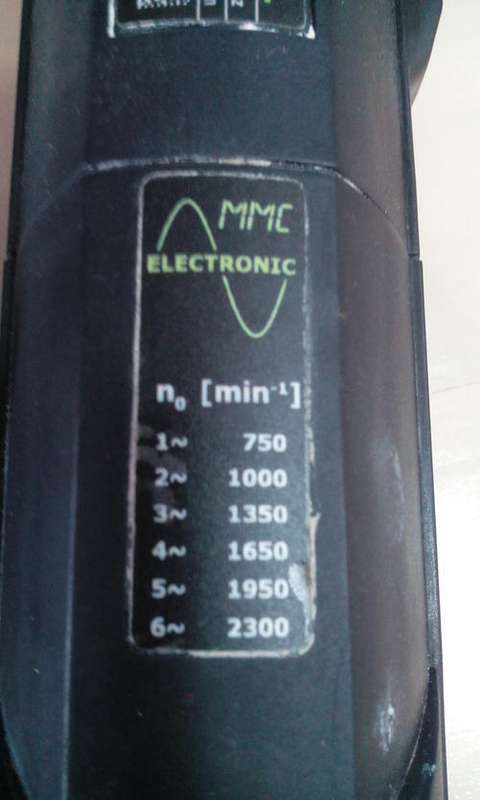 MMC
ELECTRONIC
n₀ [min⁻¹]
1~ 750
2~ 1000
3~ 1350
4~ 1650
5~ 1950
6~ 2300